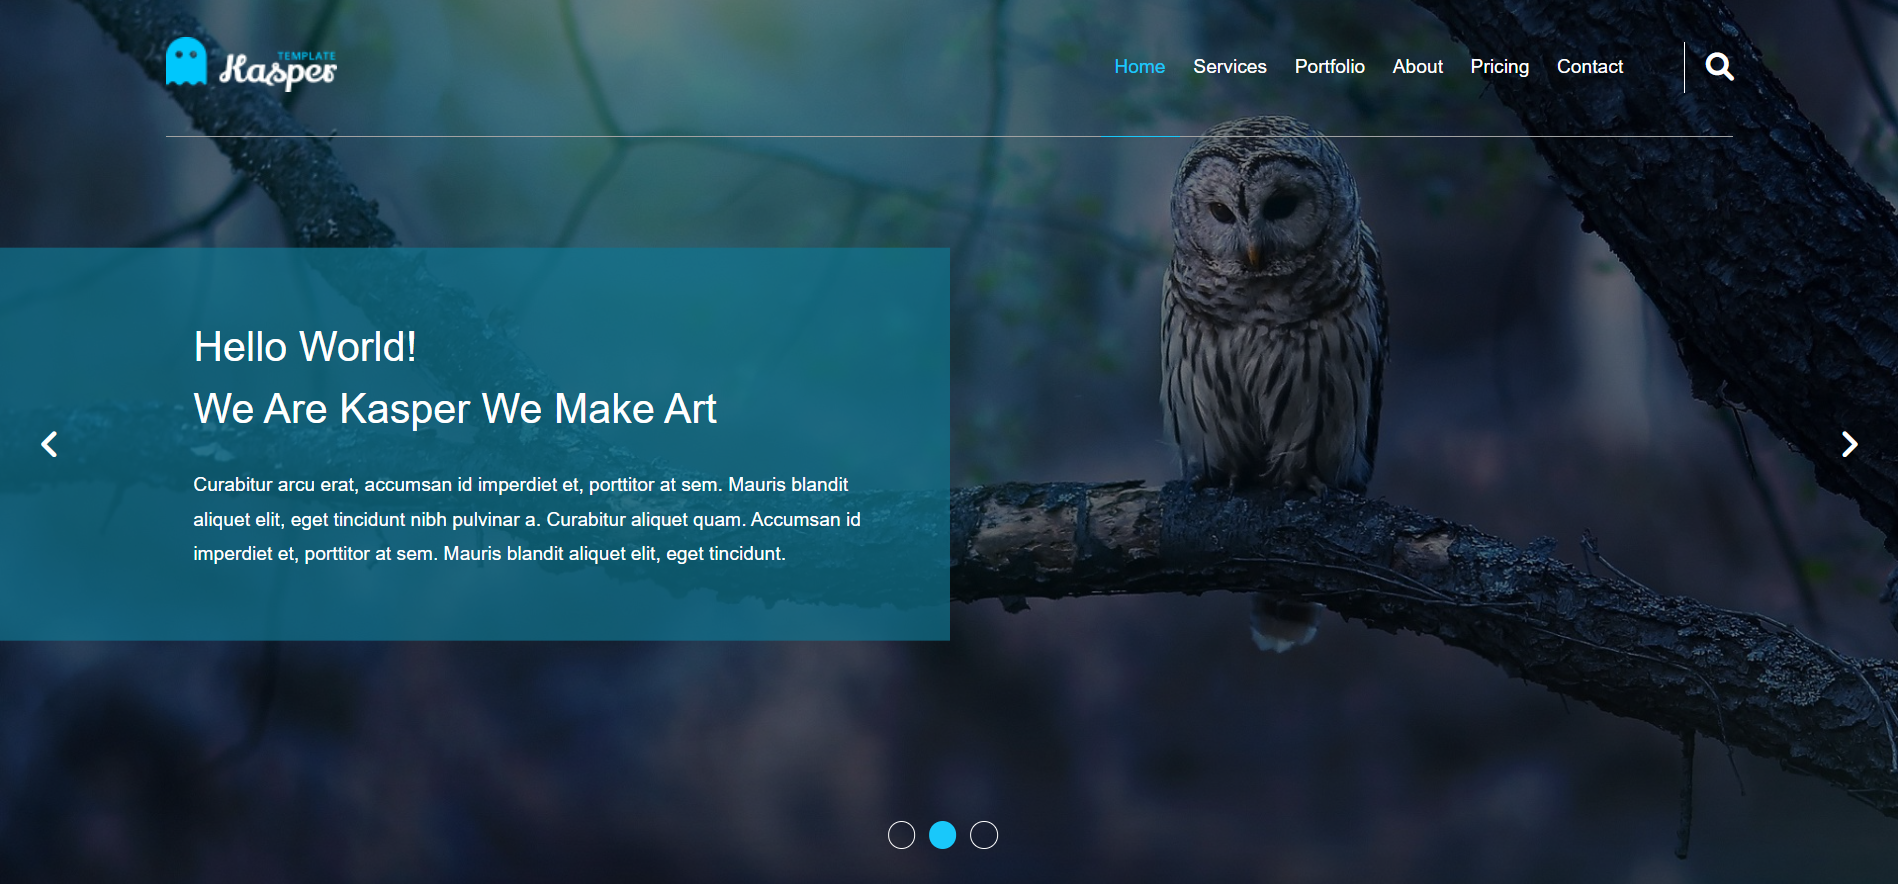 TEMPLATE
Kasper
Home Services Portfolio About Pricing Contact
Hello World!
We Are Kasper We Make Art
Curabitur arcu erat, accumsan id imperdiet et, porttitor at sem. Mauris blandit
aliquet elit, eget tincidunt nibh pulvinar a. Curabitur aliquet quam. Accumsan id
imperdiet et, porttitor at sem. Mauris blandit aliquet elit, eget tincidunt.